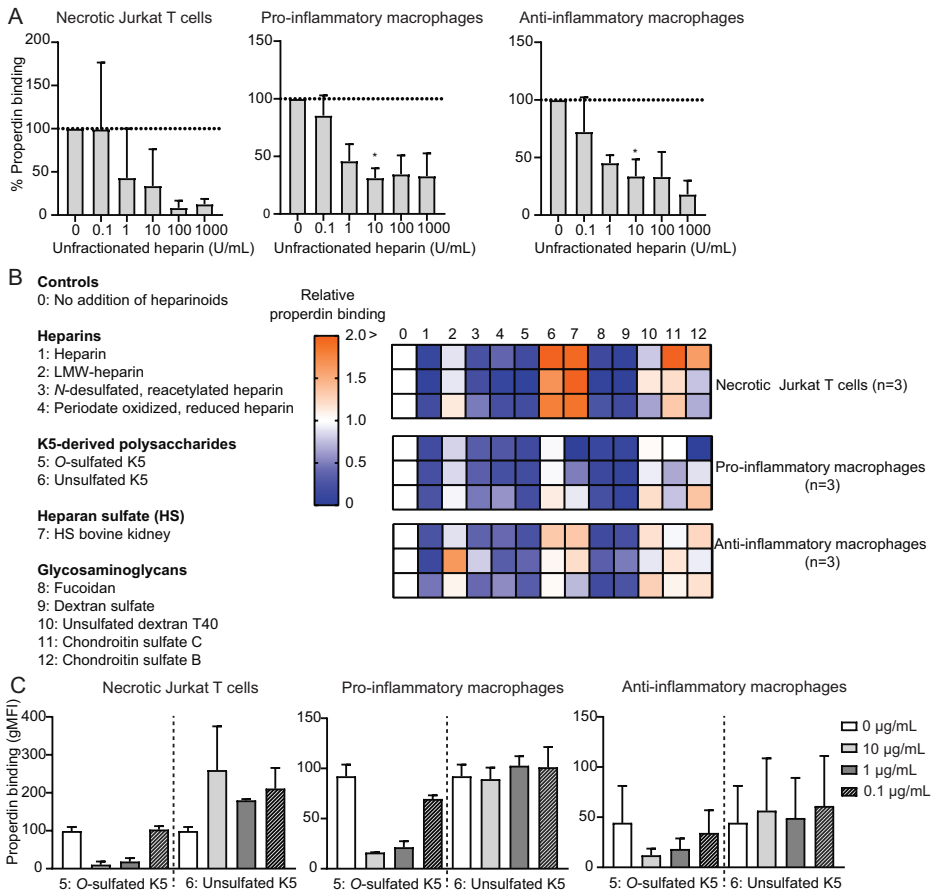 A
Necrotic Jurkat T cells
Pro-inflammatory macrophages
Anti-inflammatory macrophages
% Properdin binding
200
150
100
50
0
0 0.1 1 10 100 1000
Unfractionated heparin (U/mL)
150
100
50
0
*
0 0.1 1 10 100 1000
Unfractionated heparin (U/mL)
150
100
50
0
*
0 0.1 1 10 100 1000
Unfractionated heparin (U/mL)
B
Controls
0: No addition of heparinoids
Heparins
1: Heparin
2: LMW-heparin
3: N-desulfated, reacetylated heparin
4: Periodate oxidized, reduced heparin
K5-derived polysaccharides
5: O-sulfated K5
6: Unsulfated K5
Heparan sulfate (HS)
7: HS bovine kidney
Glycosaminoglycans
8: Fucoidan
9: Dextran sulfate
10: Unsulfated dextran T40
11: Chondroitin sulfate C
12: Chondroitin sulfate B
Relative
properdin binding
2.0 >
1.5
1.0
0.5
0
0 1 2 3 4 5 6 7 8 9 10 11 12
Necrotic Jurkat T cells (n=3)
Pro-inflammatory macrophages
(n=3)
Anti-inflammatory macrophages
(n=3)
C
Necrotic Jurkat T cells
Pro-inflammatory macrophages
Anti-inflammatory macrophages
Properdin binding (gMFI)
400
300
200
100
0
5: O-sulfated K5 6: Unsulfated K5
150
100
50
0
5: O-sulfated K5 6: Unsulfated K5
150
100
50
0
5: O-sulfated K5 6: Unsulfated K5
0 µg/mL
10 µg/mL
1 µg/mL
0.1 µg/mL